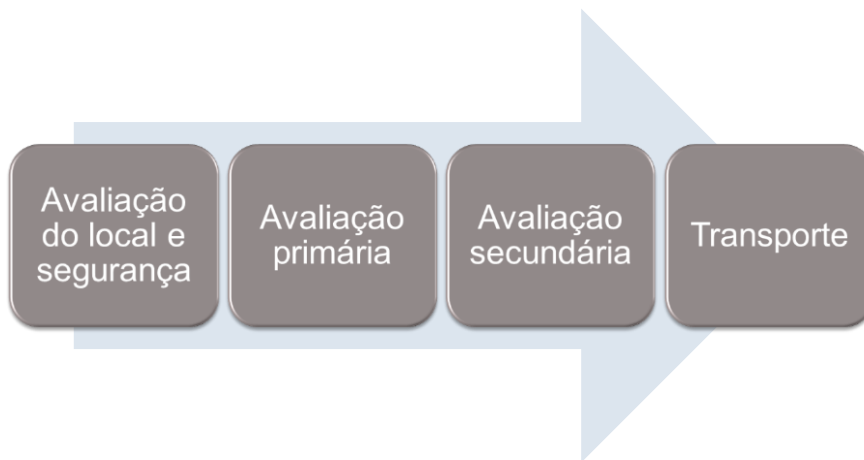 Avaliação
do local e
segurança
Avaliação
primária
Avaliação
secundária
Transporte